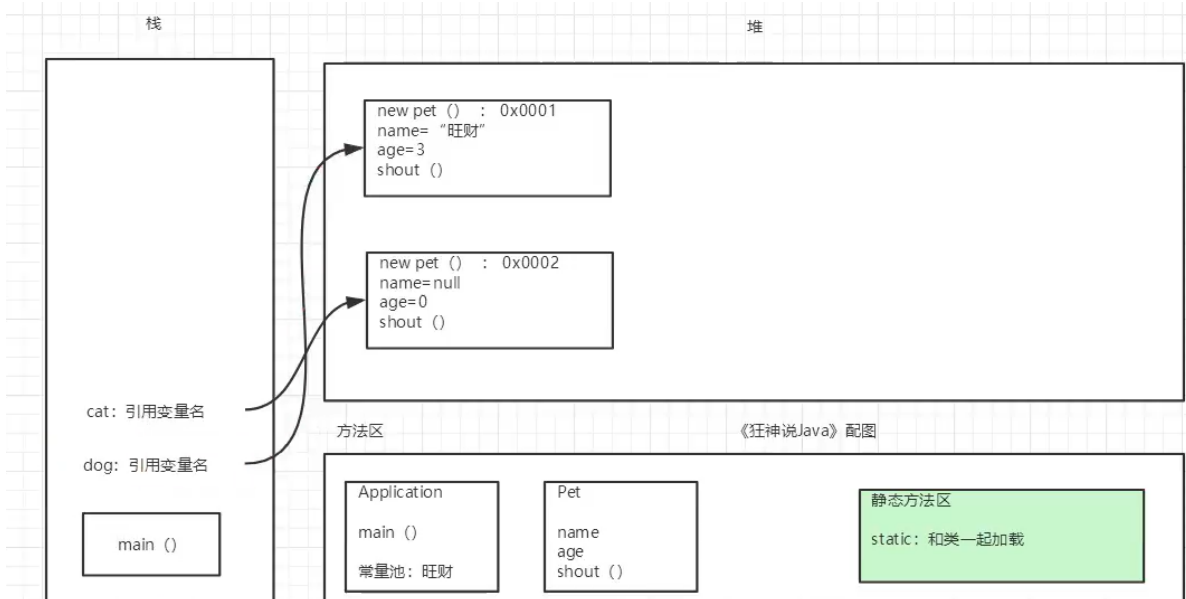 栈
堆
new pet（）：0x0001
name=“旺财”
age=3
shout（）
new pet（）：0x0002
name=null
age=0
shout（）
cat：引用变量名
dog：引用变量名
main（）
方法区
《狂神说Java》配图
Application
main（）
常量池：旺财
Pet
name
age
shout（）
静态方法区
static：和类一起加载